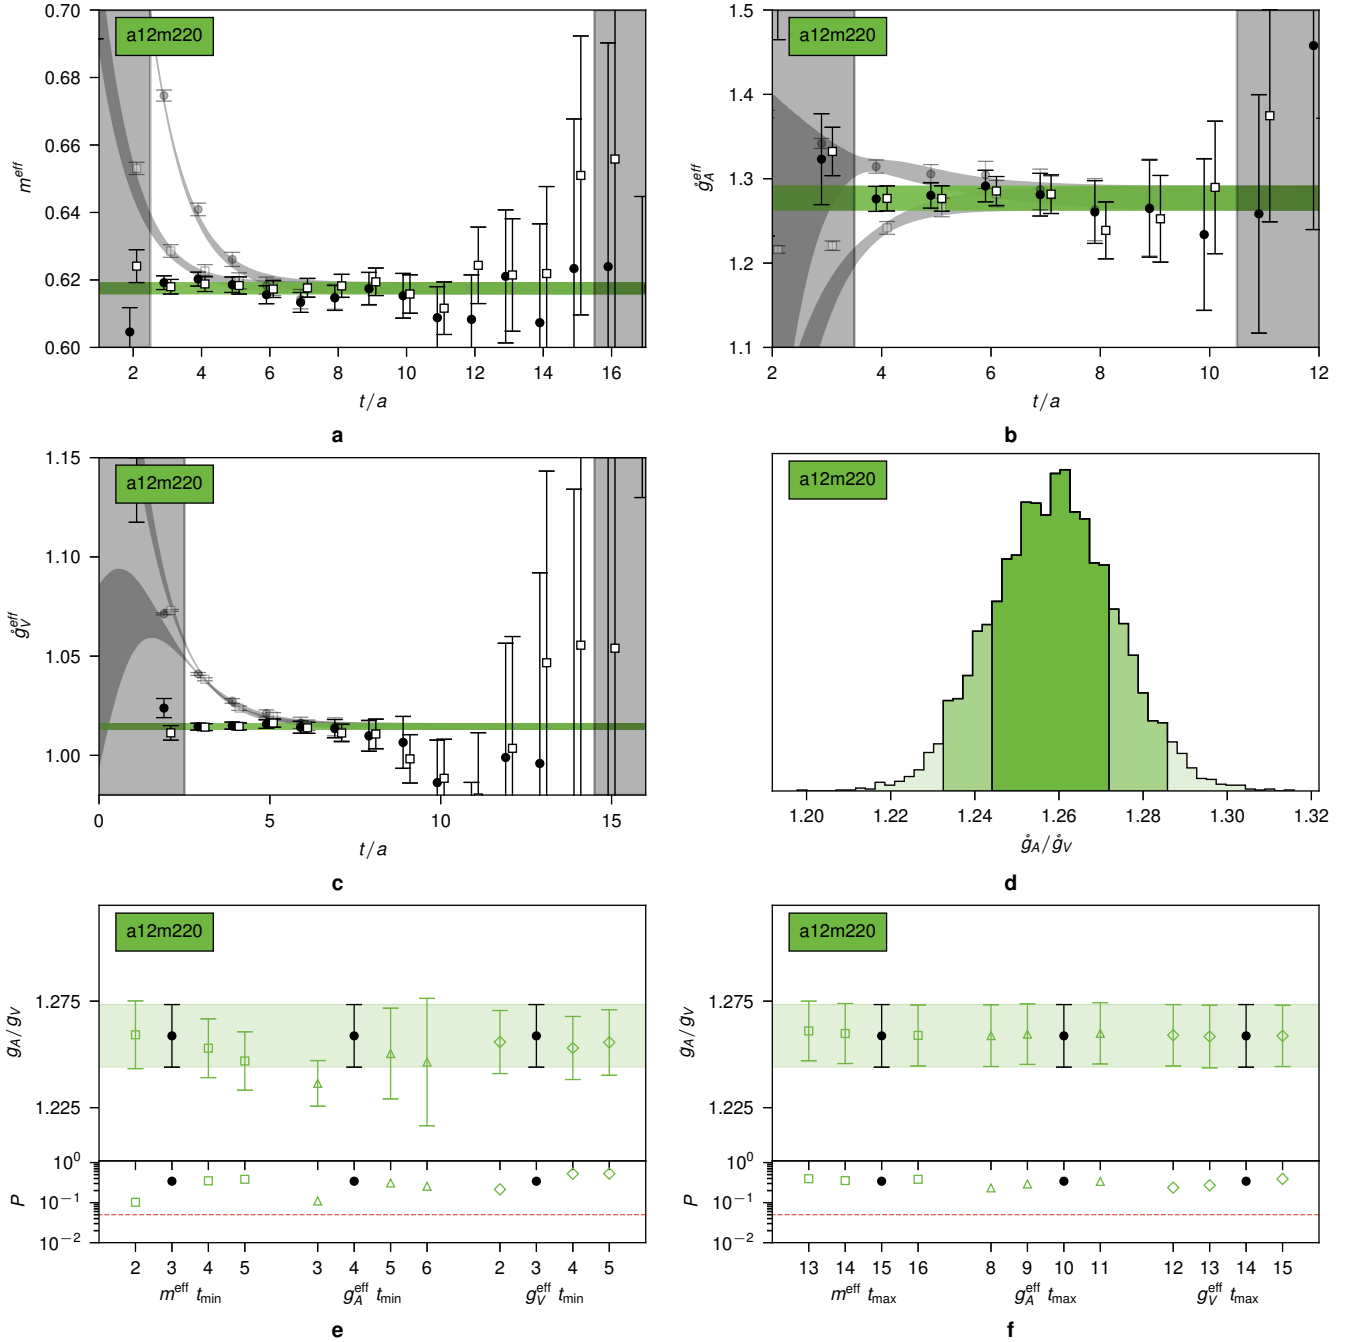 0.70
0.68
0.66
0.64
0.62
0.60
m^eff
a12m220
2 4 6 8 10 12 14 16
t/a
a
1.5
1.4
1.3
1.2
1.1
g̊_A^eff
a12m220
2 4 6 8 10 12
t/a
b
1.15
1.10
1.05
1.00
g̊_V^eff
a12m220
0 5 10 15
t/a
c
a12m220
1.20 1.22 1.24 1.26 1.28 1.30 1.32
g̊_A/g̊_V
d
a12m220
1.275
1.225
g_A/g_V
10^0
10^−1
10^−2
P
2 3 4 5 3 4 5 6 2 3 4 5
m^eff t_min g_A^eff t_min g_V^eff t_min
e
a12m220
1.275
1.225
g_A/g_V
10^0
10^−1
10^−2
P
13 14 15 16 8 9 10 11 12 13 14 15
m^eff t_max g_A^eff t_max g_V^eff t_max
f